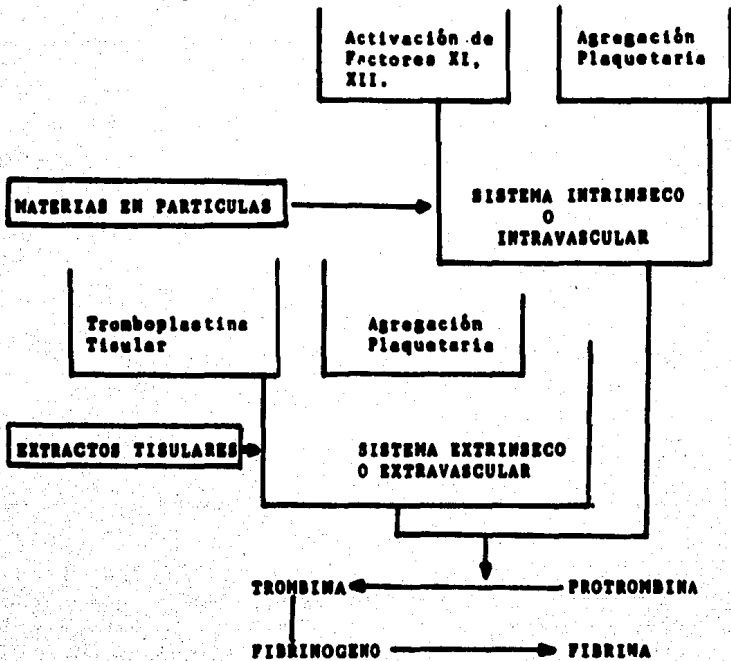 Activación de
Factores XI,
XII.
Agregación
Plaquetaria
MATERIAS EN PARTICULAS
SISTEMA INTRINSECO
O
INTRAVASCULAR
Tromboplastina
Tisular
Agregación
Plaquetaria
EXTRACTOS TISULARES
SISTEMA EXTRINSECO
O EXTRAVASCULAR
TROMBINA
PROTROMBINA
FIBRINOGENO
FIBRINA